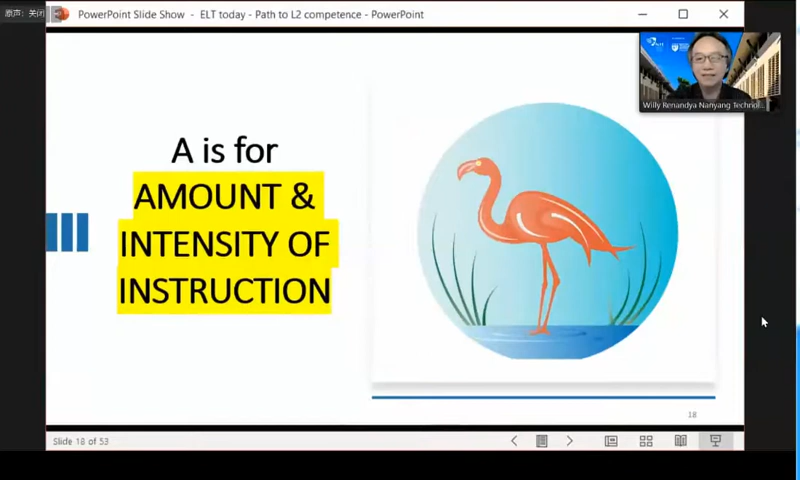 原声：关闭
PowerPoint Slide Show - ELT today - Path to L2 competence - PowerPoint
Willy Renandya Nanyang Technol...
A is for
AMOUNT &
INTENSITY OF
INSTRUCTION
18
Slide 18 of 53